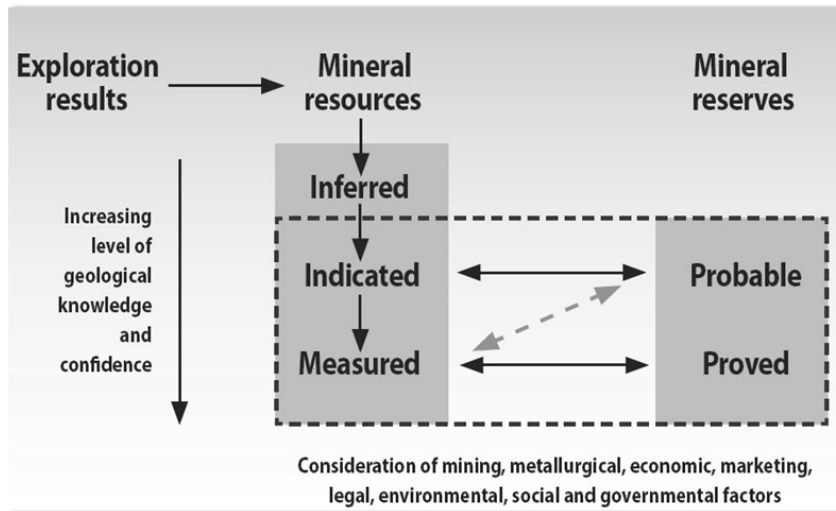 Exploration
results
Mineral
resources
Mineral
reserves
Inferred
Increasing
level of
geological
knowledge
and
confidence
Indicated
Probable
Measured
Proved
Consideration of mining, metallurgical, economic, marketing,
legal, environmental, social and governmental factors